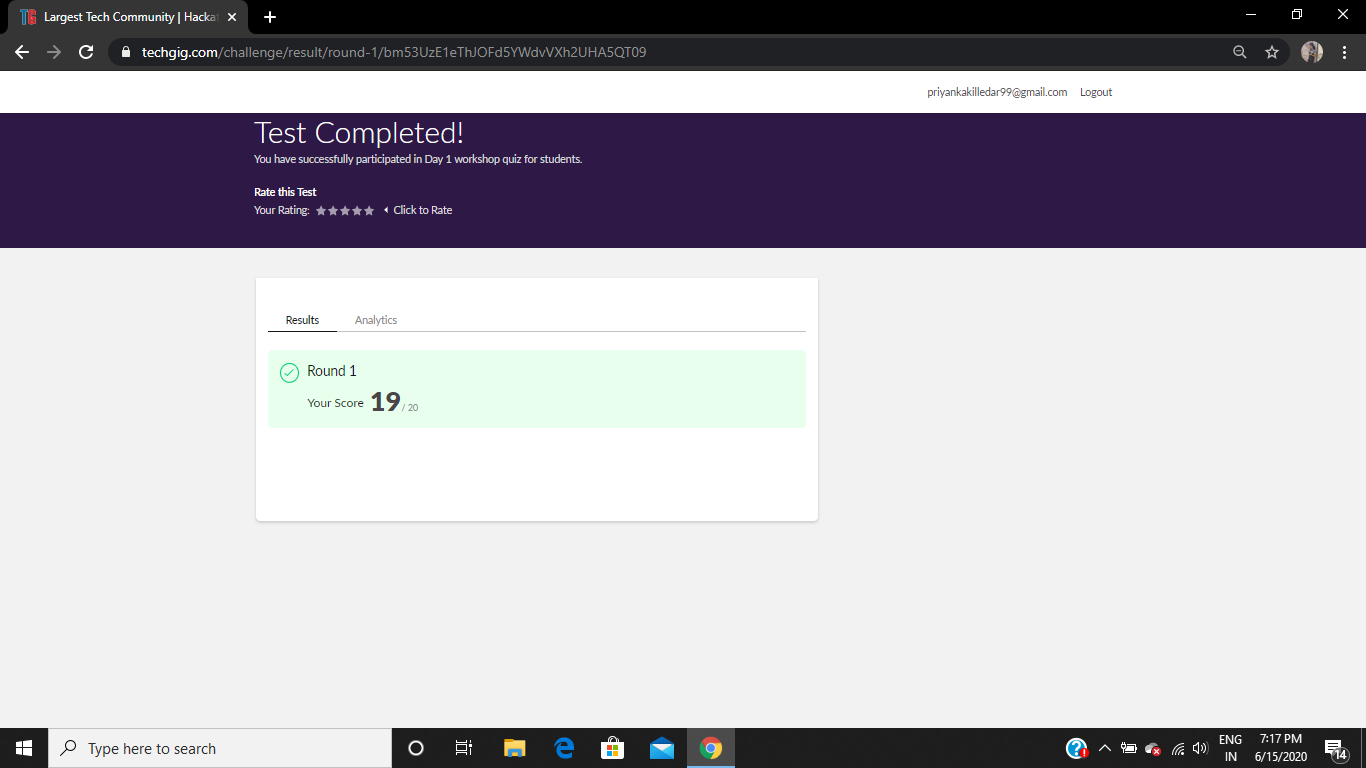 Largest Tech Community | Hacka
techgig.com/challenge/result/round-1/bm53UzE1eThJOFd5YWdvVXh2UHA5QT09
priyankakilledar99@gmail.com Logout
Test Completed!
You have successfully participated in Day 1 workshop quiz for students.
Rate this Test
Your Rating: Click to Rate
Results Analytics
Round 1
Your Score 19 / 20
Type here to search
ENG
IN
7:17 PM
6/15/2020
14